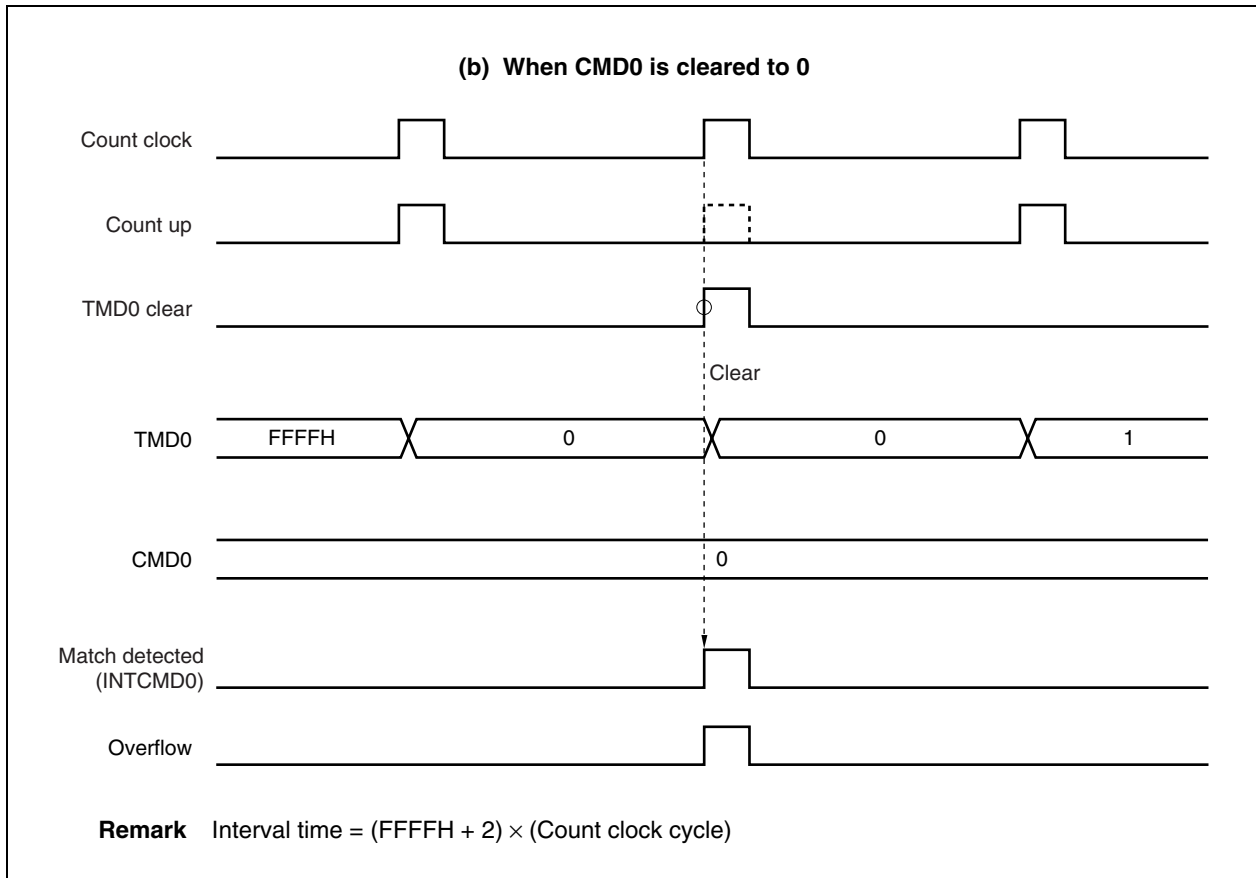 (b) When CMD0 is cleared to 0
Count clock
Count up
TMD0 clear
Clear
TMD0
FFFFH
0
0
1
CMD0
0
Match detected
(INTCMD0)
Overflow
Remark Interval time = (FFFFH + 2) × (Count clock cycle)